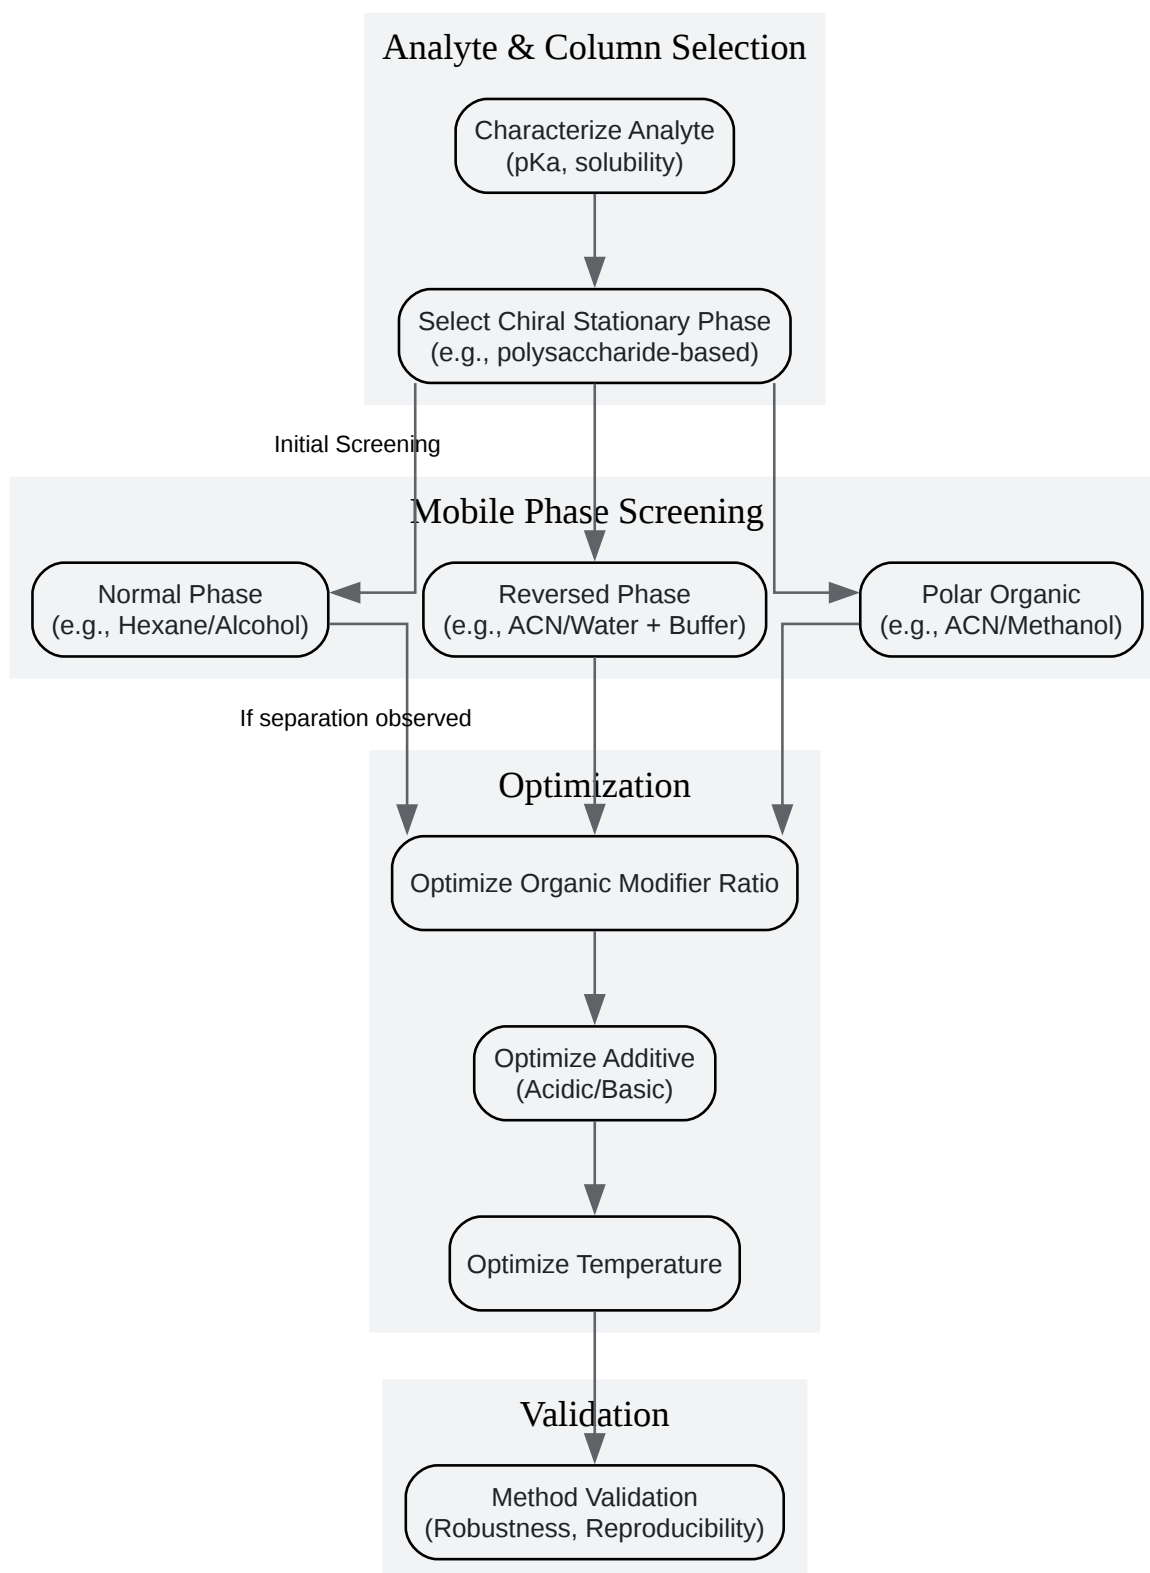 Analyte & Column Selection
Characterize Analyte
(pKa, solubility)
Select Chiral Stationary Phase
(e.g., polysaccharide-based)
Initial Screening
Mobile Phase Screening
Normal Phase
(e.g., Hexane/Alcohol)
Reversed Phase
(e.g., ACN/Water + Buffer)
Polar Organic
(e.g., ACN/Methanol)
If separation observed
Optimization
Optimize Organic Modifier Ratio
Optimize Additive
(Acidic/Basic)
Optimize Temperature
Validation
Method Validation
(Robustness, Reproducibility)